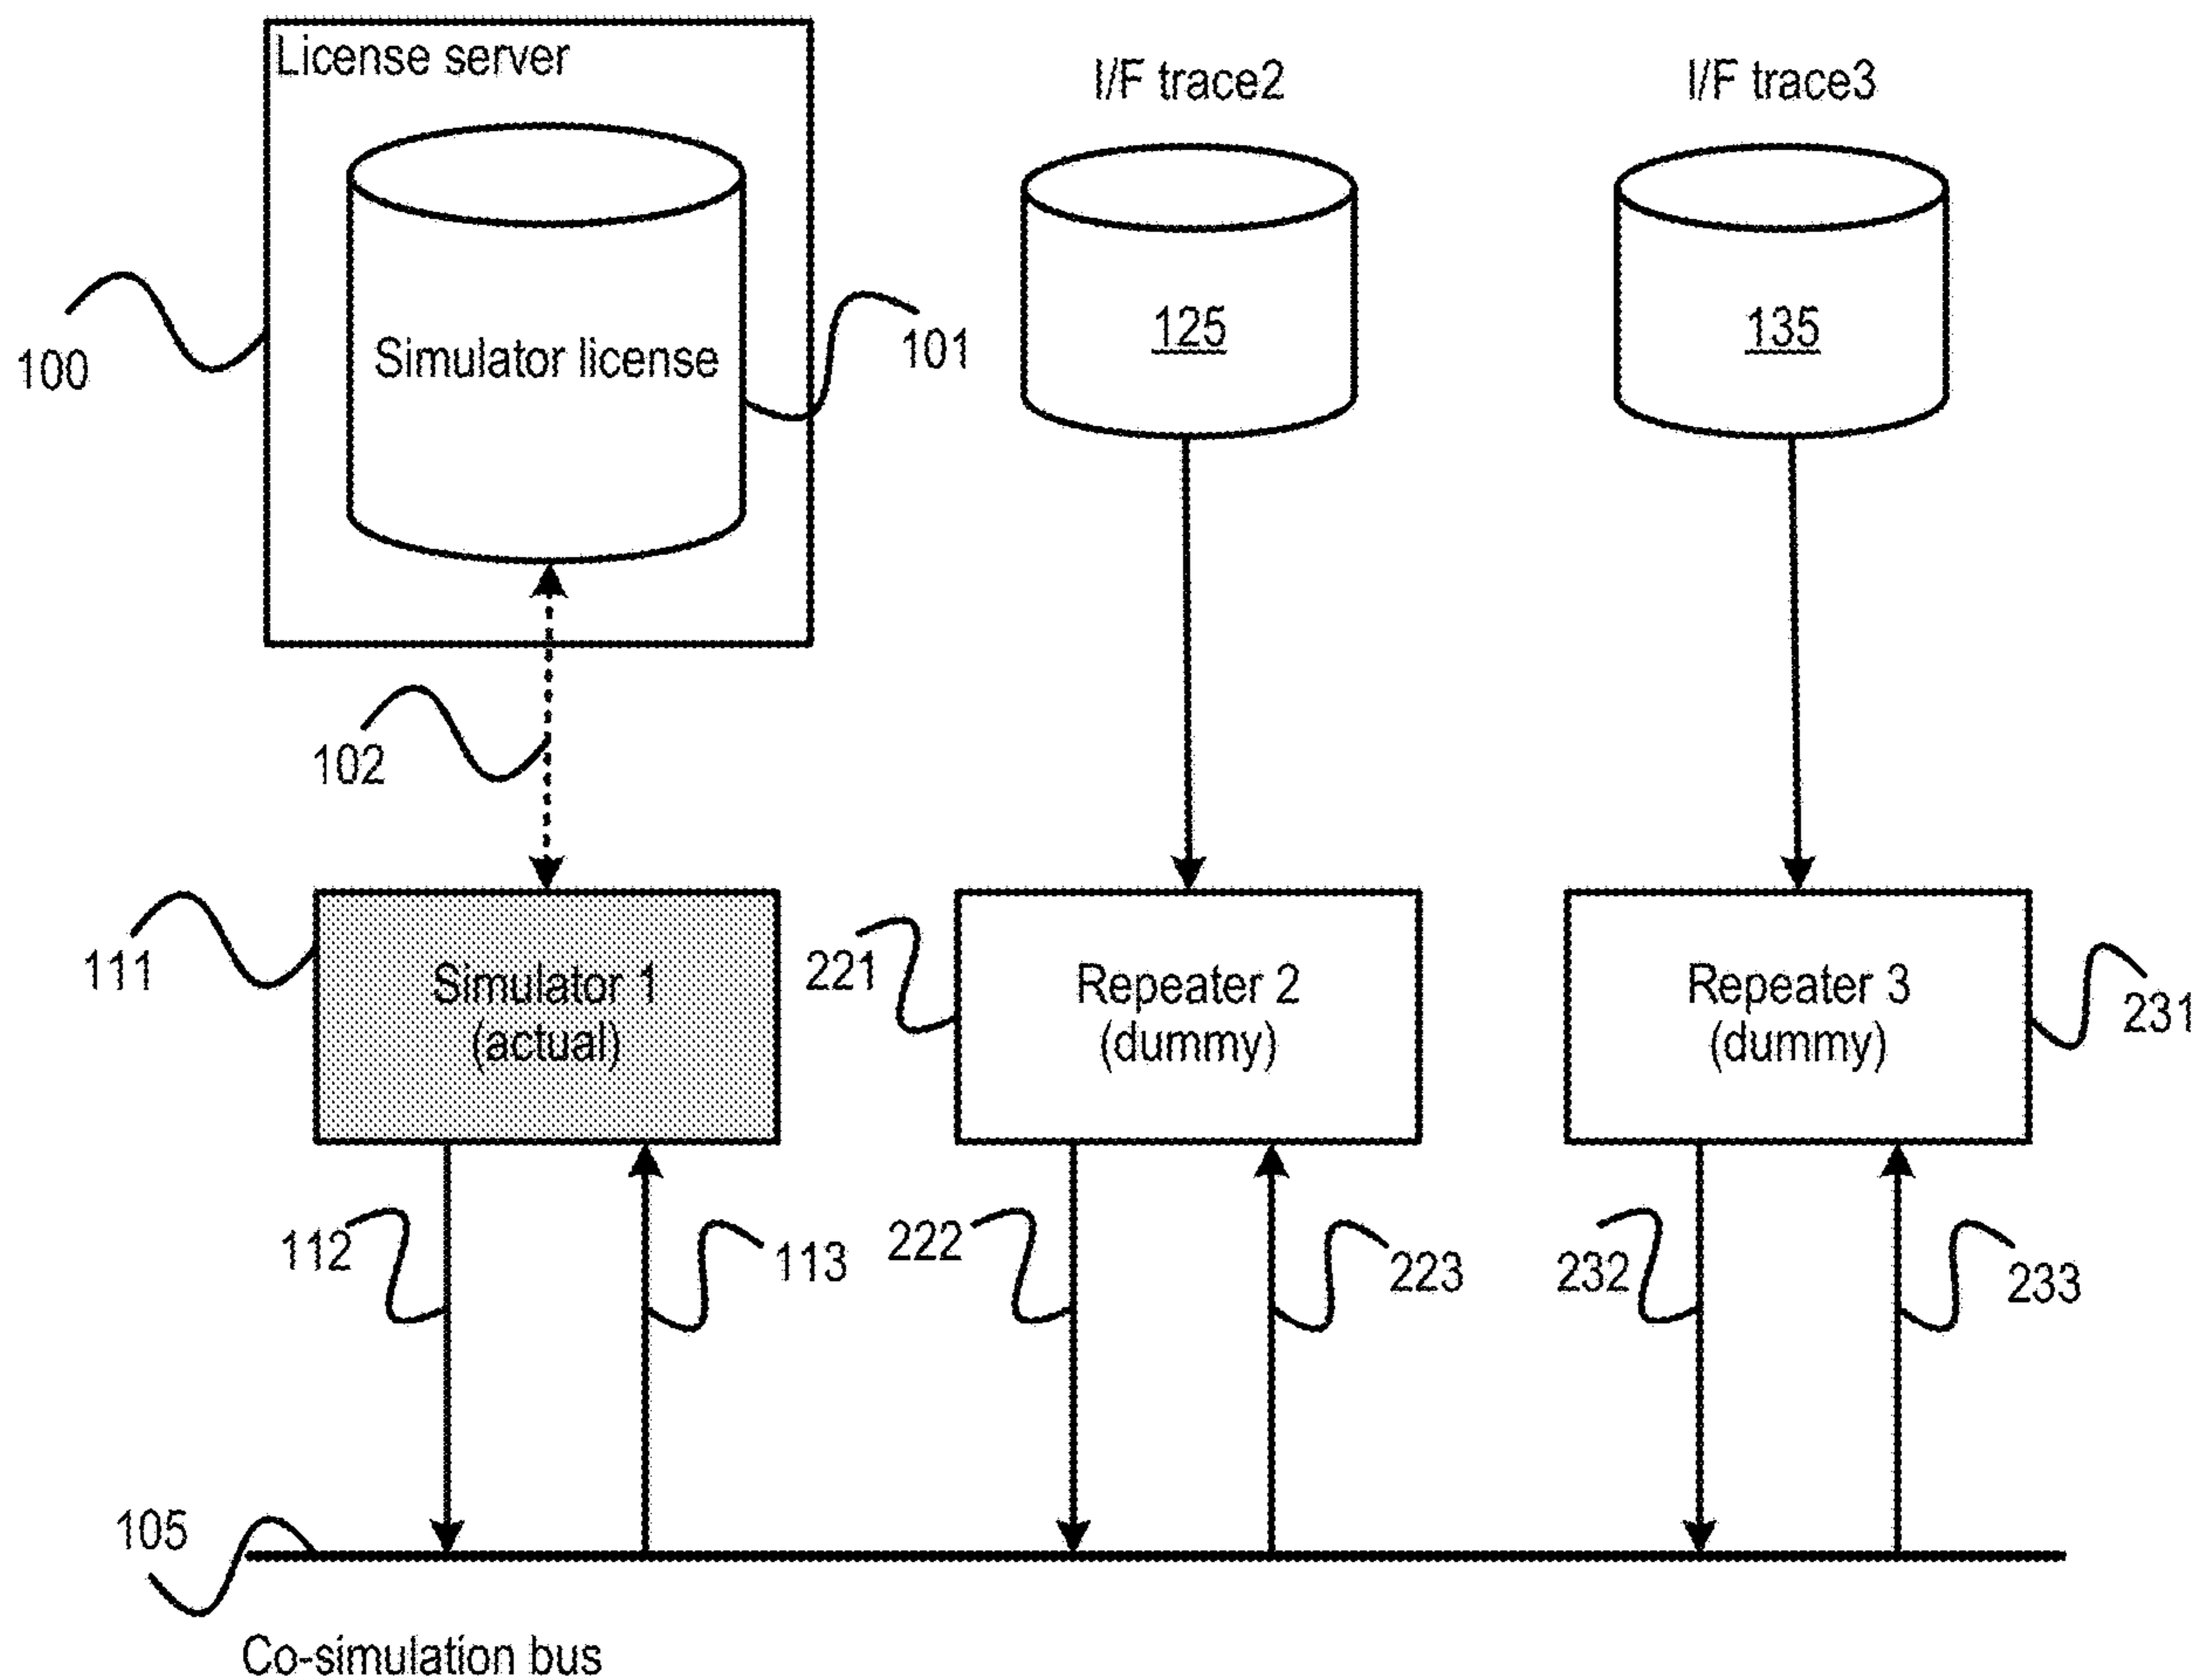 License server
I/F trace2
I/F trace3
100
Simulator license
101
125
135
102
111
Simulator 1
(actual)
221
Repeater 2
(dummy)
Repeater 3
(dummy)
231
112
113
222
223
232
233
105
Co-simulation bus